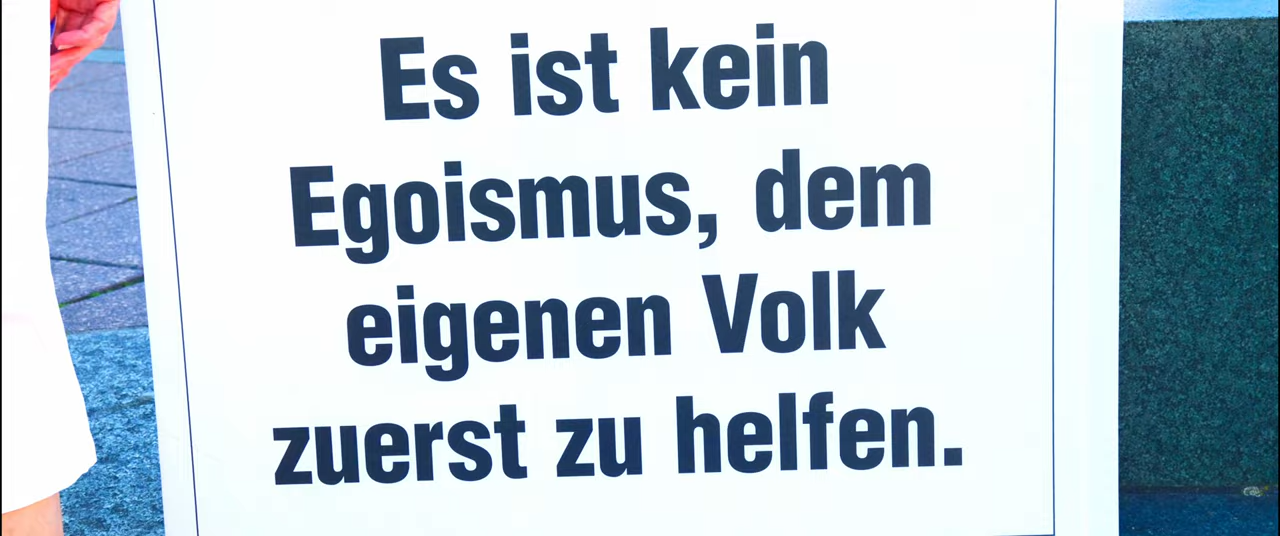 Es ist kein
Egoismus, dem
eigenen Volk
zuerst zu helfen.